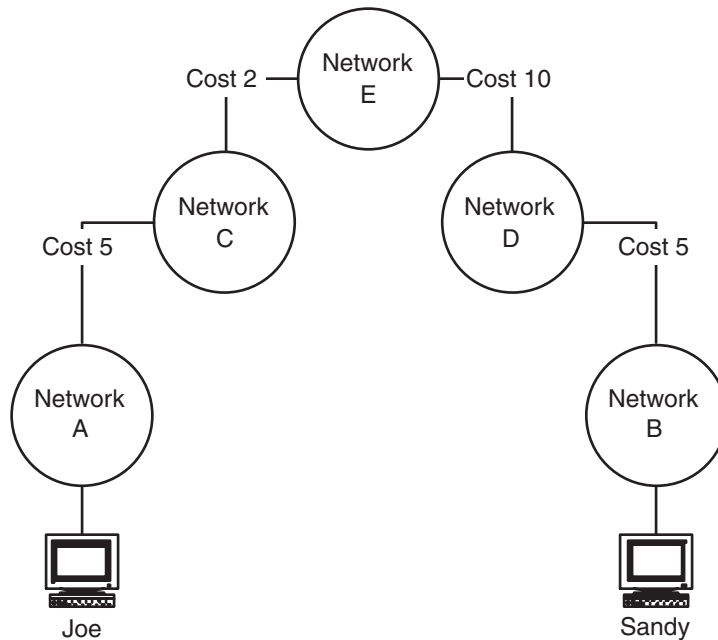 Network
E
Cost 2
Cost 10
Network
C
Network
D
Cost 5
Cost 5
Network
A
Network
B
Joe
Sandy